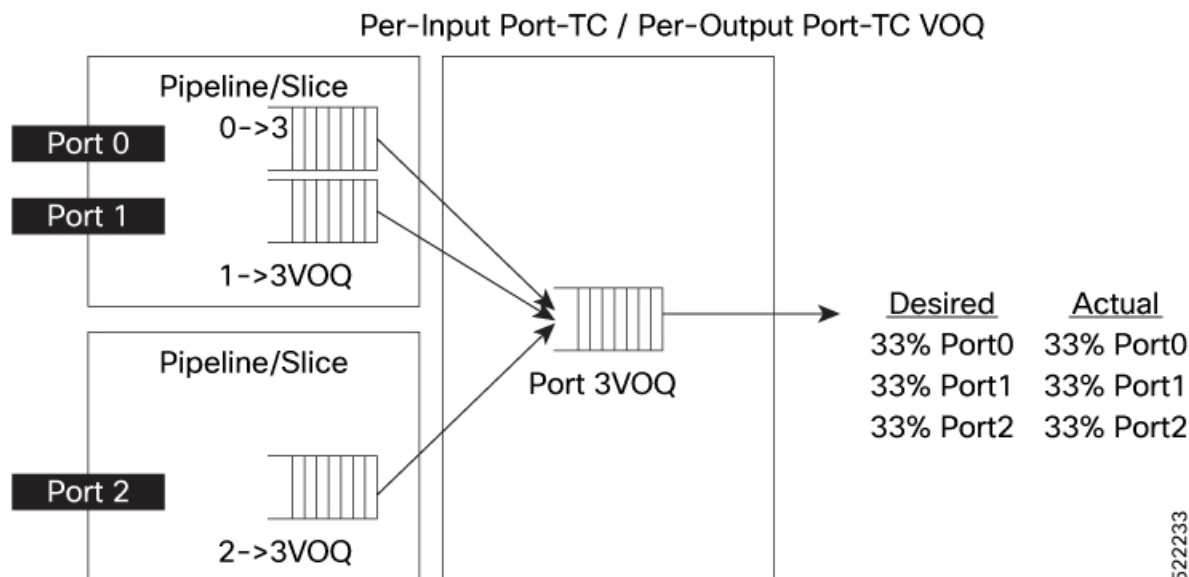 Per-Input Port-TC / Per-Output Port-TC VOQ
Pipeline/Slice
0->3
Port 0
Port 1
1->3VOQ
Pipeline/Slice
Port 2
2->3VOQ
Port 3VOQ
Desired Actual
33% Port0 33% Port0
33% Port1 33% Port1
33% Port2 33% Port2
522233